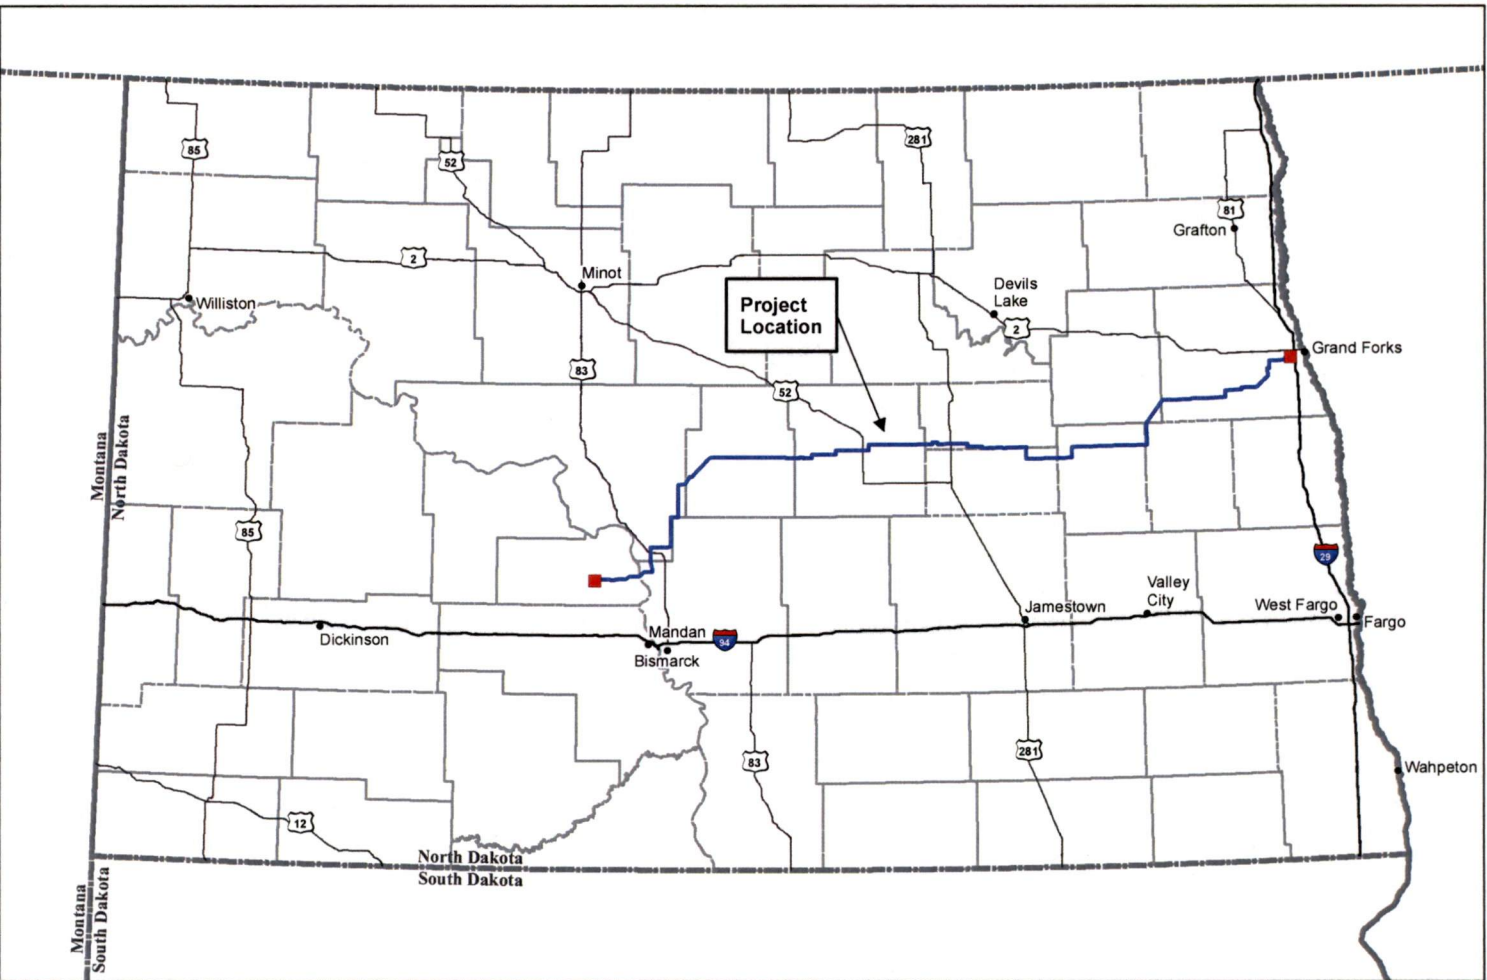 85
52
281
81
Grafton
2
Minot
Devils
Lake
Williston
Project
Location
2
Grand Forks
83
52
Montana
North Dakota
85
29
Valley
City
Jamestown
West Fargo
Fargo
Dickinson
Mandan
94
Bismarck
83
281
Wahpeton
12
North Dakota
South Dakota
Montana
South Dakota